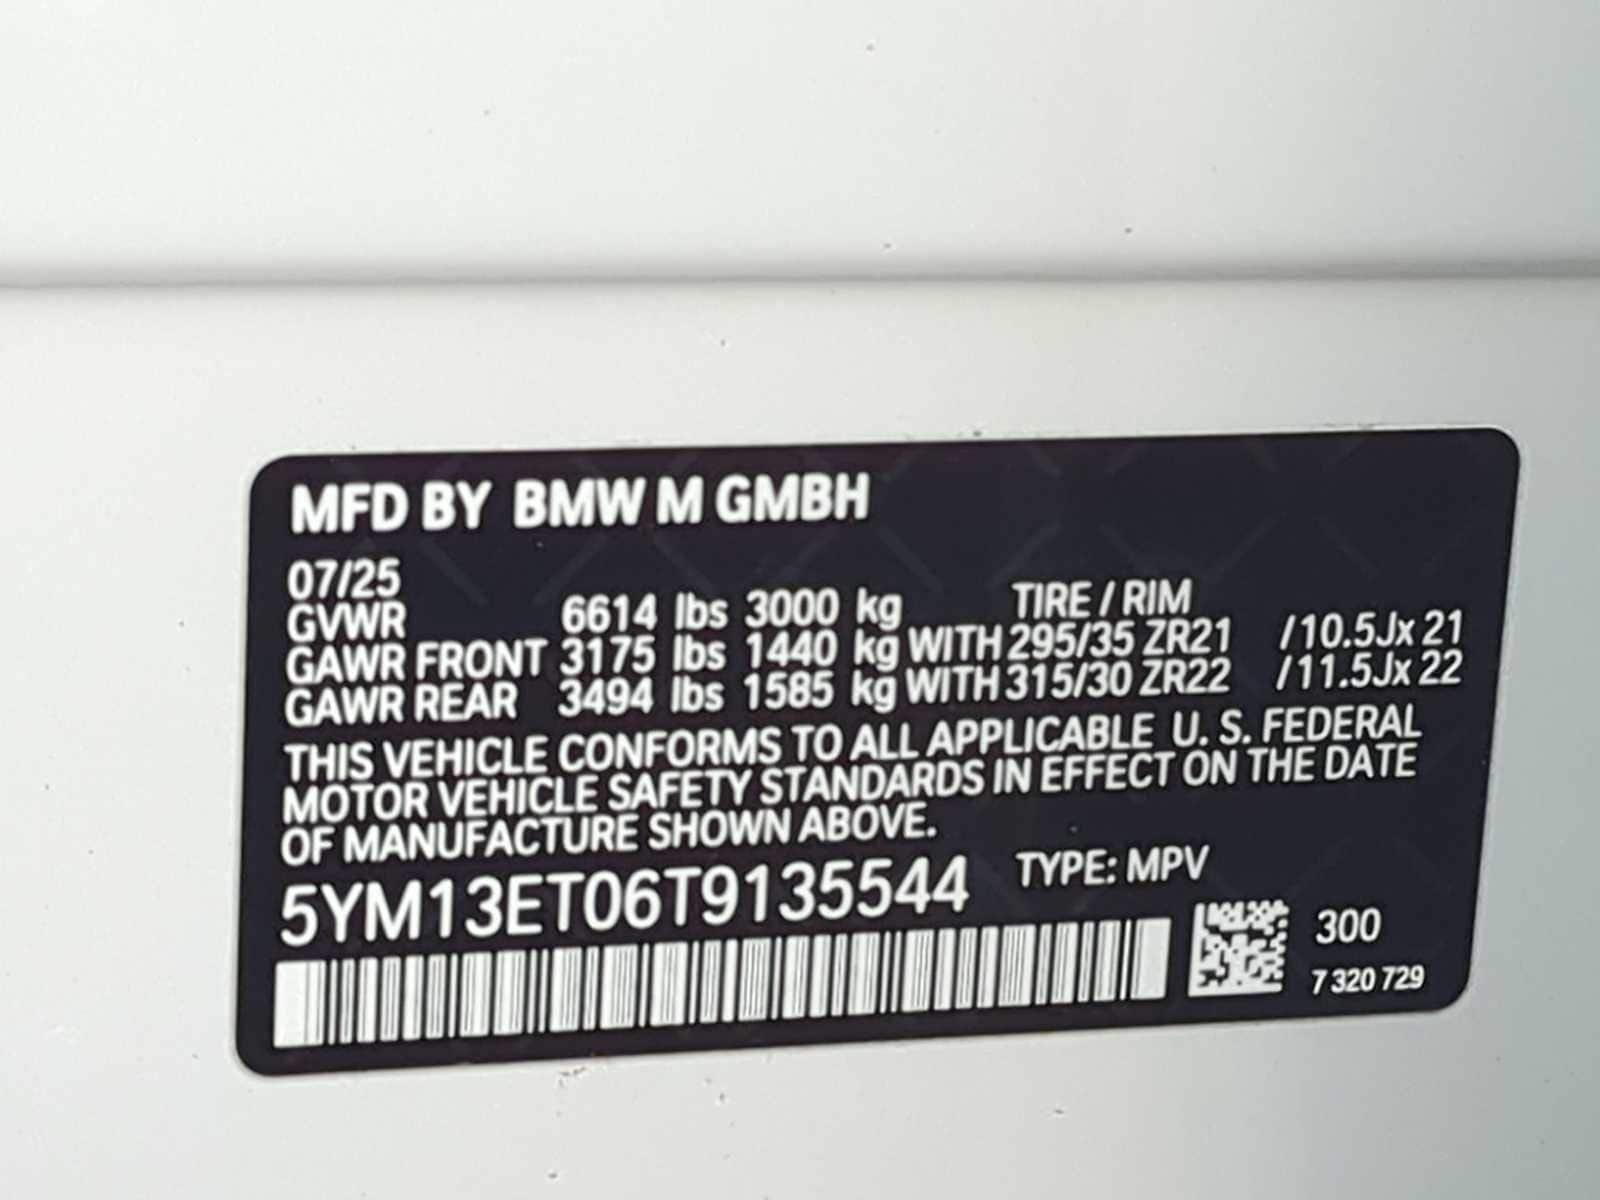 MFD BY BMW M GMBH
07/25
TIRE / RIM
GVWR 6614 lbs 3000 kg
GAWR FRONT 3175 lbs 1440 kg WITH 295/35 ZR21 /10.5Jx 21
GAWR REAR 3494 lbs 1585 kg WITH 315/30 ZR22 /11.5Jx 22
THIS VEHICLE CONFORMS TO ALL APPLICABLE U. S. FEDERAL
MOTOR VEHICLE SAFETY STANDARDS IN EFFECT ON THE DATE
OF MANUFACTURE SHOWN ABOVE.
5YM13ET06T9135544 TYPE: MPV
300
7 320 729